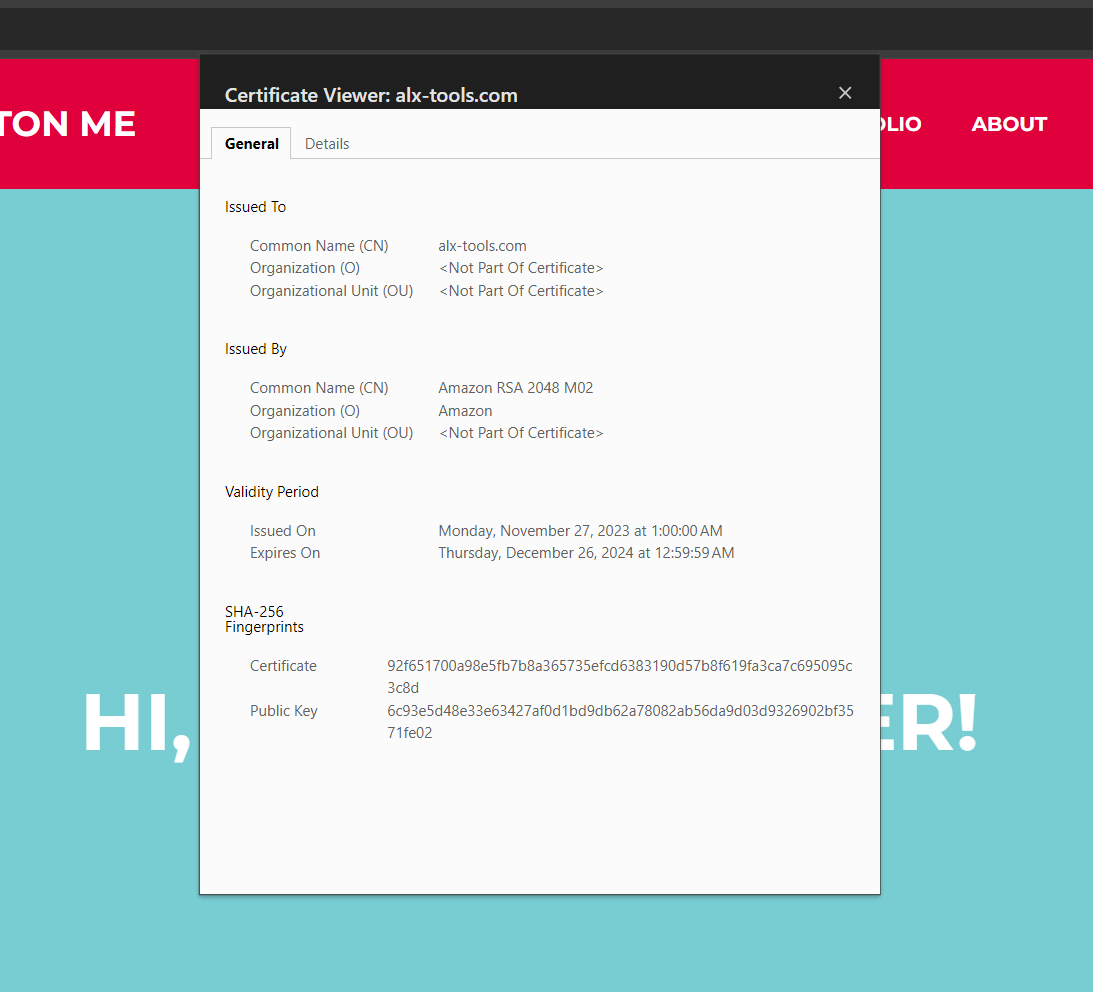 Certificate Viewer: alx-tools.com
TON ME
OLIO ABOUT
General Details
Issued To
Common Name (CN) alx-tools.com
Organization (O) <Not Part Of Certificate>
Organizational Unit (OU) <Not Part Of Certificate>
Issued By
Common Name (CN) Amazon RSA 2048 M02
Organization (O) Amazon
Organizational Unit (OU) <Not Part Of Certificate>
Validity Period
Issued On Monday, November 27, 2023 at 1:00:00 AM
Expires On Thursday, December 26, 2024 at 12:59:59 AM
SHA-256
Fingerprints
Certificate 92f651700a98e5fb7b8a365735efcd6383190d57b8f619fa3ca7c695095c
3c8d
Public Key 6c93e5d48e33e63427af0d1bd9db62a78082ab56da9d03d9326902bf35
71fe02
HI, ER!